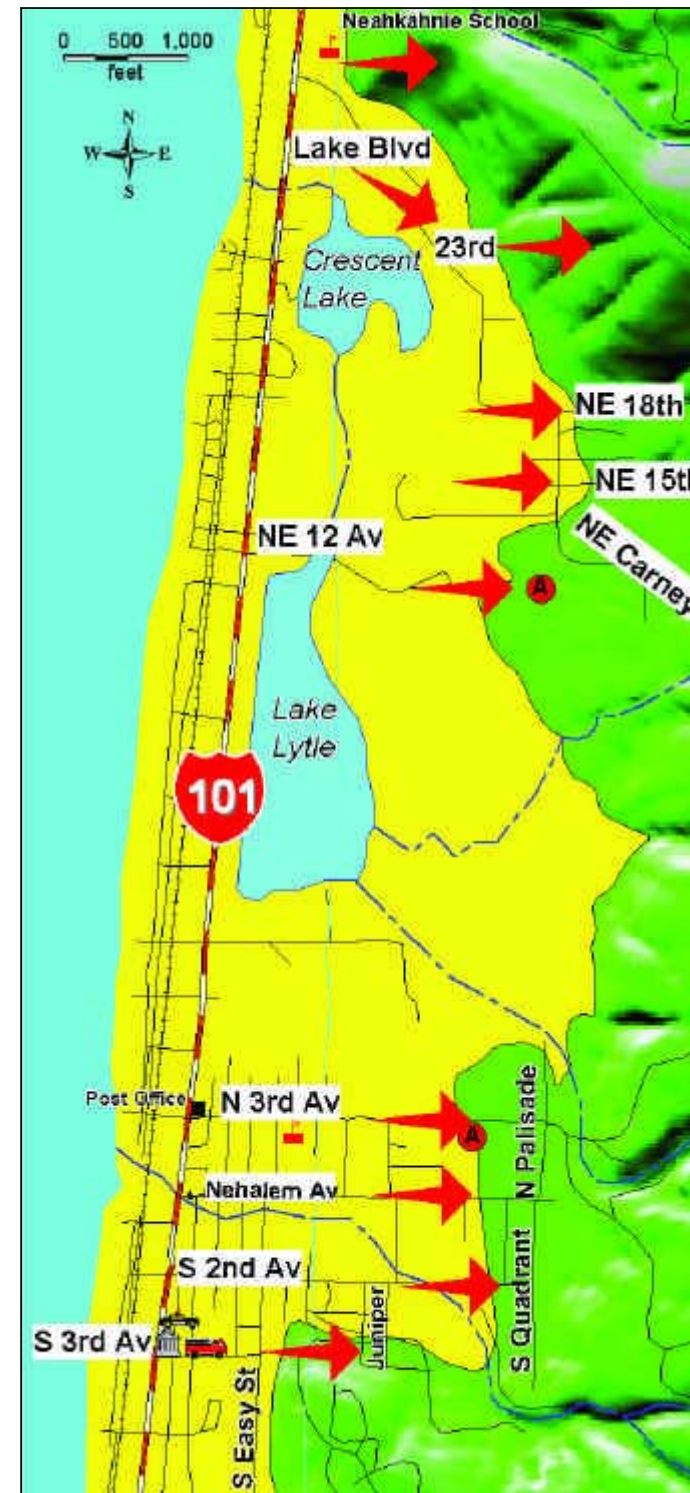 Neahkahnie School
0 500 1,000
feet
N
W E
S
Lake Blvd
23rd
Crescent
Lake
NE 18th
NE 15th
NE 12 Av
NE Carney
A
Lake
Lytle
101
Post Office
N 3rd Av
A
N Palisade
Nehalem Av
S 2nd Av
S Quadrant
Juniper
S 3rd Av
S Easy St